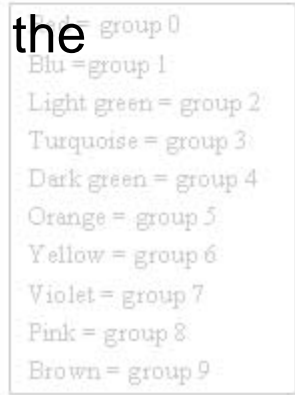 the
= group 0
Blu =group 1
Light green = group 2
Turquoise = group 3
Dark green = group 4
Orange = group 5
Yellow = group 6
Violet = group 7
Pink = group 8
Brown = group 9